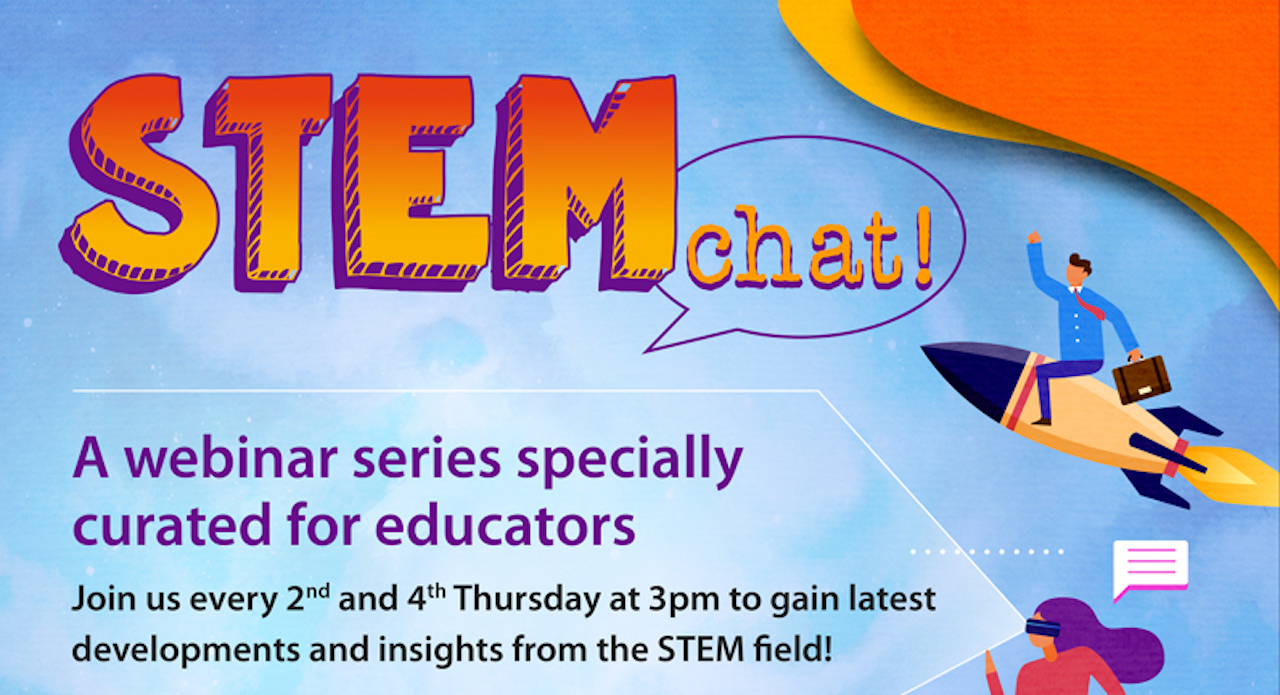 STEM chat!
A webinar series specially
curated for educators
Join us every 2nd and 4th Thursday at 3pm to gain latest
developments and insights from the STEM field!